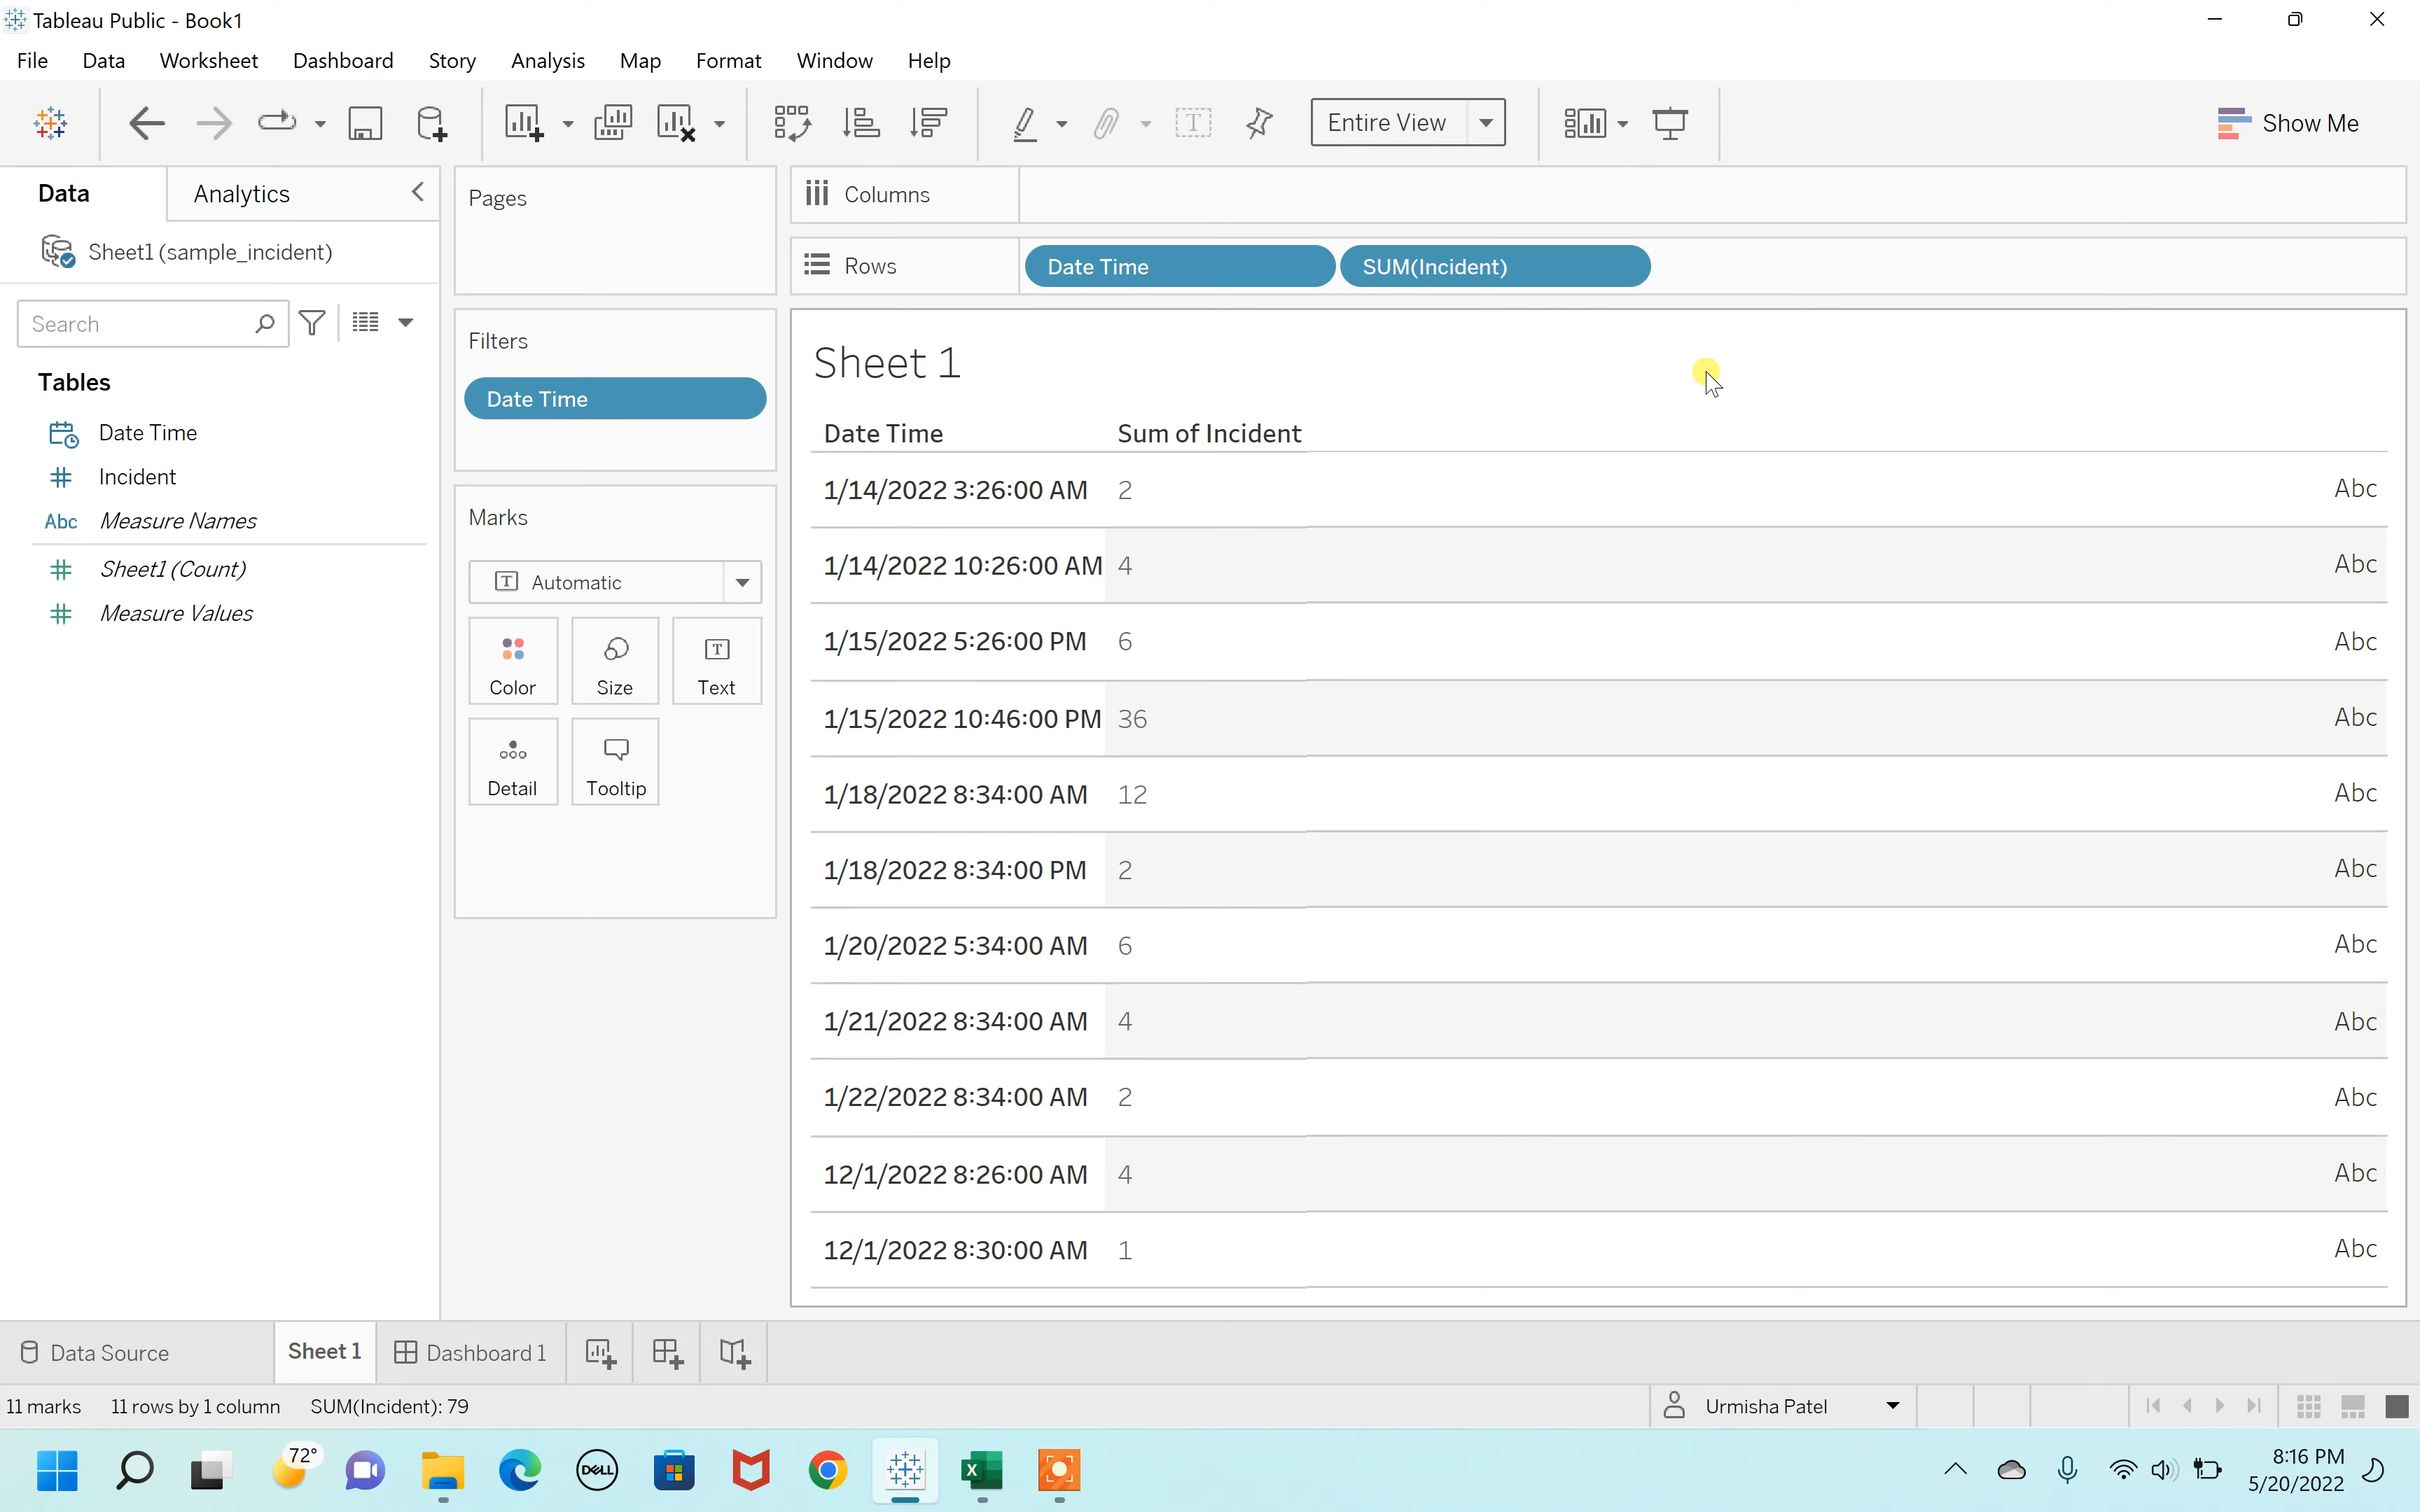 Tableau Public - Book1
File Data Worksheet Dashboard Story Analysis Map Format Window Help
Entire View
Show Me
Data Analytics
Sheet1 (sample_incident)
Search
Tables
Date Time
Incident
Abc Measure Names
Sheet1 (Count)
Measure Values
Pages
Filters
Date Time
Marks
T Automatic
Color Size Text
Detail Tooltip
Columns
Rows Date Time SUM(Incident)
Sheet 1
Date Time Sum of Incident
1/14/2022 3:26:00 AM 2 Abc
1/14/2022 10:26:00 AM 4 Abc
1/15/2022 5:26:00 PM 6 Abc
1/15/2022 10:46:00 PM 36 Abc
1/18/2022 8:34:00 AM 12 Abc
1/18/2022 8:34:00 PM 2 Abc
1/20/2022 5:34:00 AM 6 Abc
1/21/2022 8:34:00 AM 4 Abc
1/22/2022 8:34:00 AM 2 Abc
12/1/2022 8:26:00 AM 4 Abc
12/1/2022 8:30:00 AM 1 Abc
Data Source Sheet 1 Dashboard 1
11 marks 11 rows by 1 column SUM(Incident): 79
Urmisha Patel
72°
DELL
8:16 PM
5/20/2022